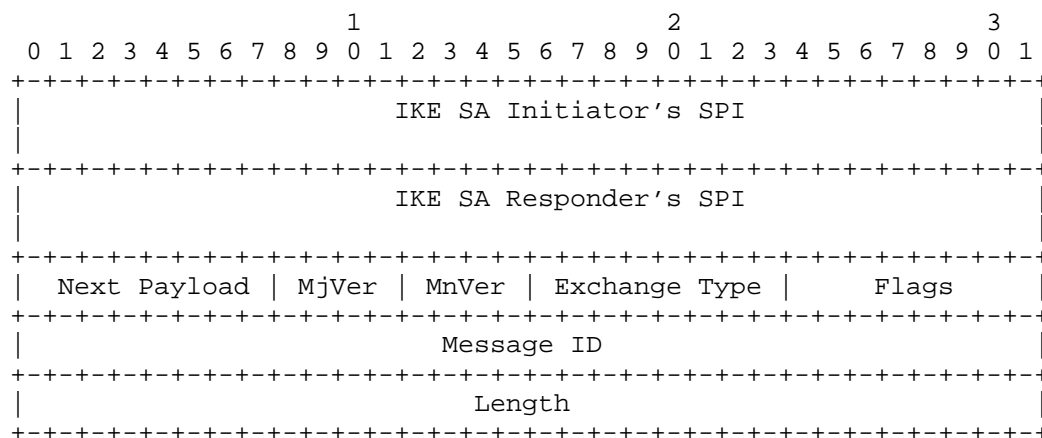 1                   2                   3
 0 1 2 3 4 5 6 7 8 9 0 1 2 3 4 5 6 7 8 9 0 1 2 3 4 5 6 7 8 9 0 1
+-+-+-+-+-+-+-+-+-+-+-+-+-+-+-+-+-+-+-+-+-+-+-+-+-+-+-+-+-+-+-+-+
|                       IKE SA Initiator’s SPI                  |
|                                                               |
+-+-+-+-+-+-+-+-+-+-+-+-+-+-+-+-+-+-+-+-+-+-+-+-+-+-+-+-+-+-+-+-+
|                       IKE SA Responder’s SPI                  |
|                                                               |
+-+-+-+-+-+-+-+-+-+-+-+-+-+-+-+-+-+-+-+-+-+-+-+-+-+-+-+-+-+-+-+-+
|  Next Payload | MjVer | MnVer | Exchange Type |     Flags     |
+-+-+-+-+-+-+-+-+-+-+-+-+-+-+-+-+-+-+-+-+-+-+-+-+-+-+-+-+-+-+-+-+
|                          Message ID                           |
+-+-+-+-+-+-+-+-+-+-+-+-+-+-+-+-+-+-+-+-+-+-+-+-+-+-+-+-+-+-+-+-+
|                            Length                             |
+-+-+-+-+-+-+-+-+-+-+-+-+-+-+-+-+-+-+-+-+-+-+-+-+-+-+-+-+-+-+-+-+